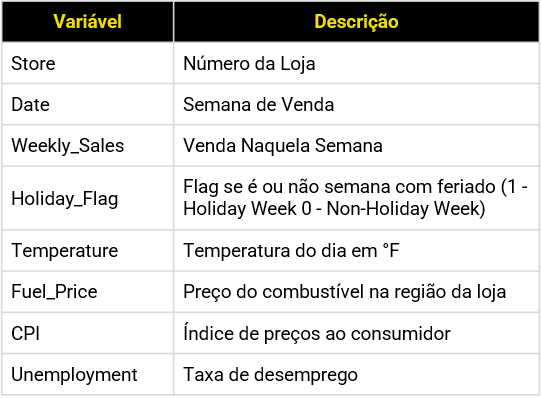 Variável Descrição
Store Número da Loja
Date Semana de Venda
Weekly_Sales Venda Naquela Semana
Holiday_Flag Flag se é ou não semana com feriado (1 -
Holiday Week 0 - Non-Holiday Week)
Temperature Temperatura do dia em °F
Fuel_Price Preço do combustível na região da loja
CPI Índice de preços ao consumidor
Unemployment Taxa de desemprego